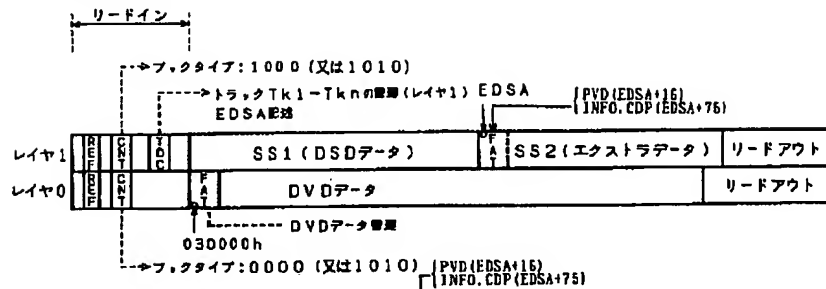 リードイン
ブックタイプ:1000(又は1010)
トラックTk1-Tknの管理(レイヤ1)
EDSA記述
EDSA
PVD(EDSA+16)
INFO.CDP(EDSA+76)
レイヤ1 REF CNT TOC SS1(DSDデータ) FAT SS2(エクストラデータ) リードアウト
レイヤ0 REF CNT FAT DVDデータ リードアウト
DVDデータ管理
030000h
ブックタイプ:0000(又は1010)
PVD(EDSA+16)
INFO.CDP(EDSA+75)